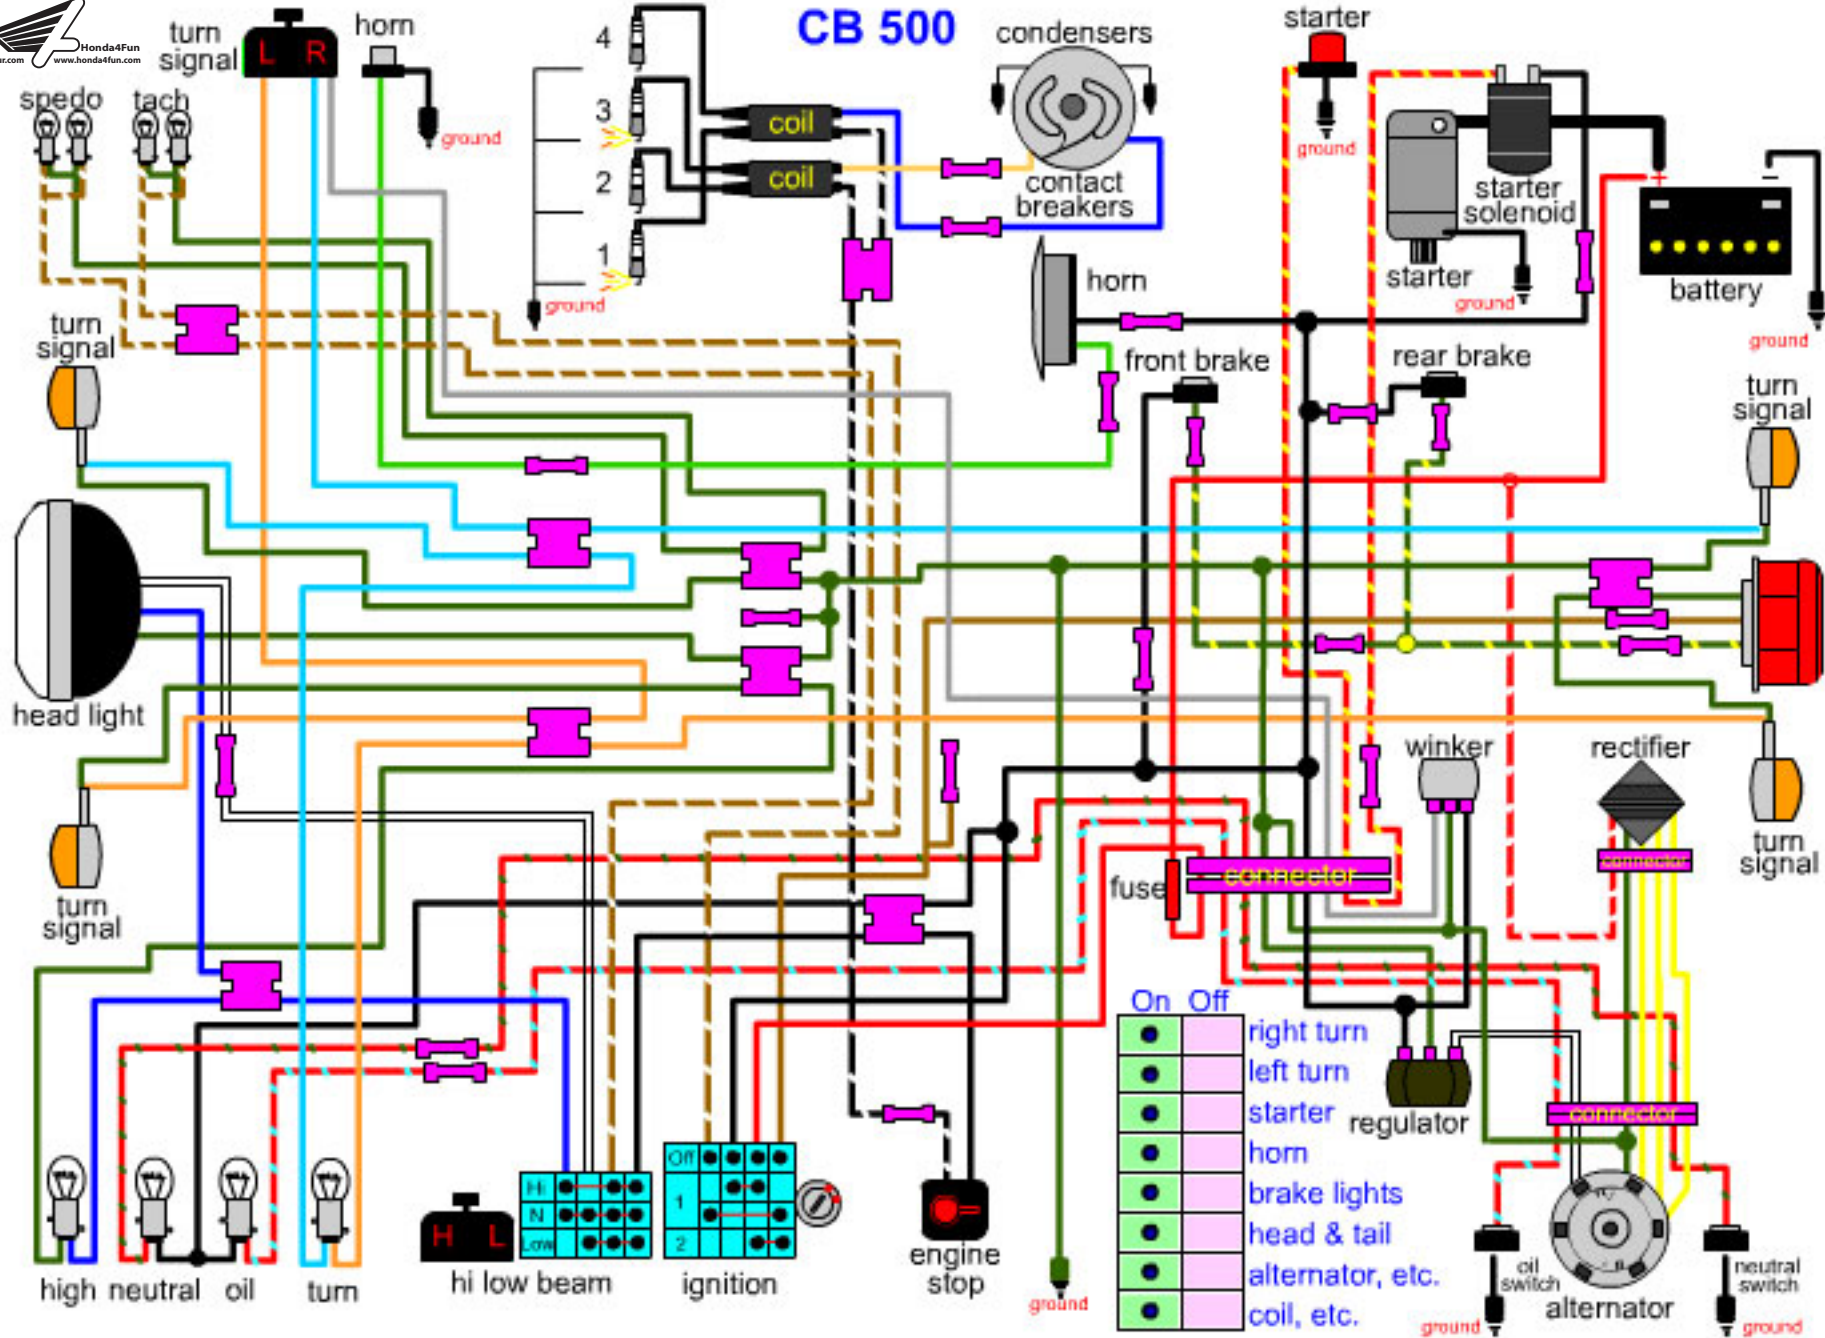 Honda4Fun
www.honda4fun.com
ur.com
turn
signal
L R
horn
ground
spedo
tach
4
3
2
1
ground
coil
coil
CB 500
condensers
contact
breakers
starter
ground
starter
solenoid
starter
ground
+
−
battery
ground
horn
front brake
rear brake
turn
signal
turn
signal
head light
turn
signal
winker
rectifier
connector
turn
signal
fuse
connector
On Off
right turn
left turn
starter
horn
brake lights
head & tail
alternator, etc.
coil, etc.
regulator
connector
high
neutral
oil
turn
H L
Hi
N
Low
hi low beam
Off
1
2
ignition
engine
stop
ground
oil
switch
ground
alternator
neutral
switch
ground